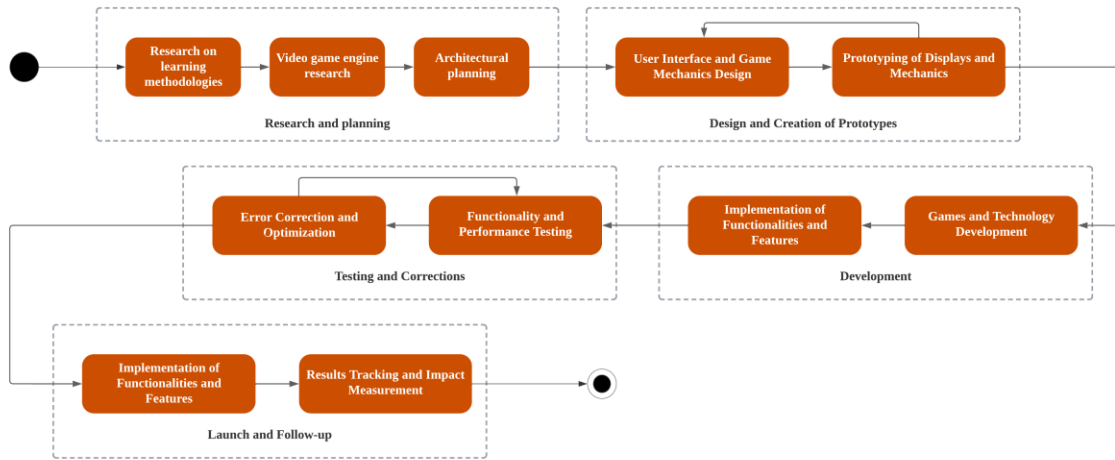 Research on
learning
methodologies
Video game engine
research
Architectural
planning
Research and planning
User Interface and Game
Mechanics Design
Prototyping of Displays and
Mechanics
Design and Creation of Prototypes
Error Correction and
Optimization
Functionality and
Performance Testing
Testing and Corrections
Implementation of
Functionalities and
Features
Games and Technology
Development
Development
Implementation of
Functionalities and
Features
Results Tracking and Impact
Measurement
Launch and Follow-up